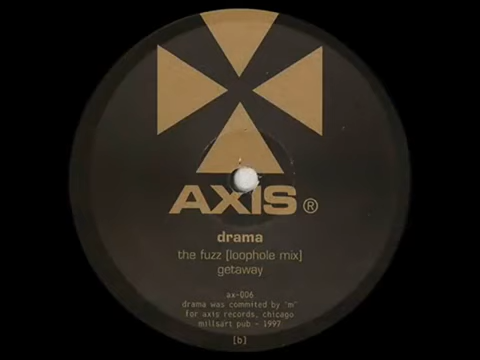 AXIS®
drama
the fuzz [loophole mix]
getaway
ax-006
drama was commited by "m"
for axis records, chicago
millsart pub - 1997
[b]